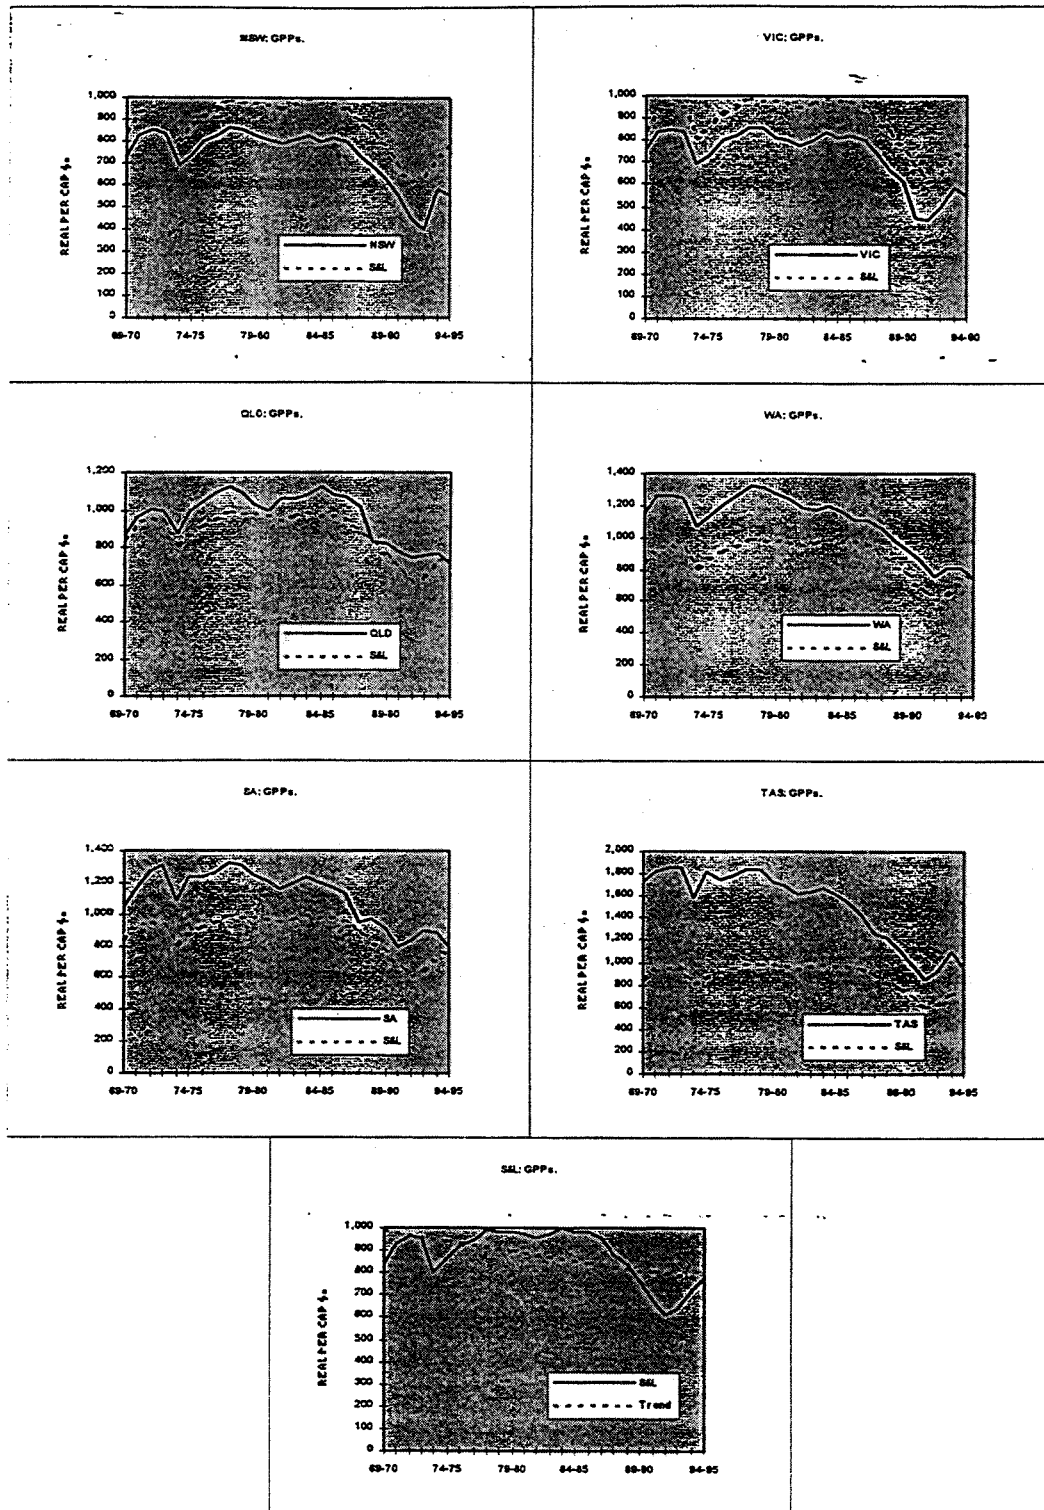 NSW: GPPs.
REAL PER CAP $s
1,000
900
800
700
600
500
400
300
200
100
0
NSW
S&L
69-70 74-75 79-80 84-85 89-90 94-95
VIC: GPPs.
REAL PER CAP $s
1,000
900
800
700
600
500
400
300
200
100
0
VIC
S&L
69-70 74-75 79-80 84-85 89-90 94-60
QLD: GPPs.
REAL PER CAP $s
1,200
1,000
800
600
400
200
0
QLD
S&L
69-70 74-75 79-80 84-85 89-90 94-95
WA: GPPs.
REAL PER CAP $s
1,400
1,200
1,000
800
600
400
200
0
WA
S&L
69-70 74-75 79-80 84-85 89-90 94-95
SA: GPPs.
REAL PER CAP $s
1,400
1,200
1,000
800
600
400
200
0
SA
S&L
69-70 74-75 79-80 84-85 89-90 94-95
TAS: GPPs.
REAL PER CAP $s
2,000
1,800
1,600
1,400
1,200
1,000
800
600
400
200
0
TAS
S&L
69-70 74-75 79-80 84-85 89-90 94-95
S&L: GPPs.
REAL PER CAP $s
1,000
900
800
700
600
500
400
300
200
100
0
S&L
Trend
69-70 74-75 79-80 84-85 89-90 94-95